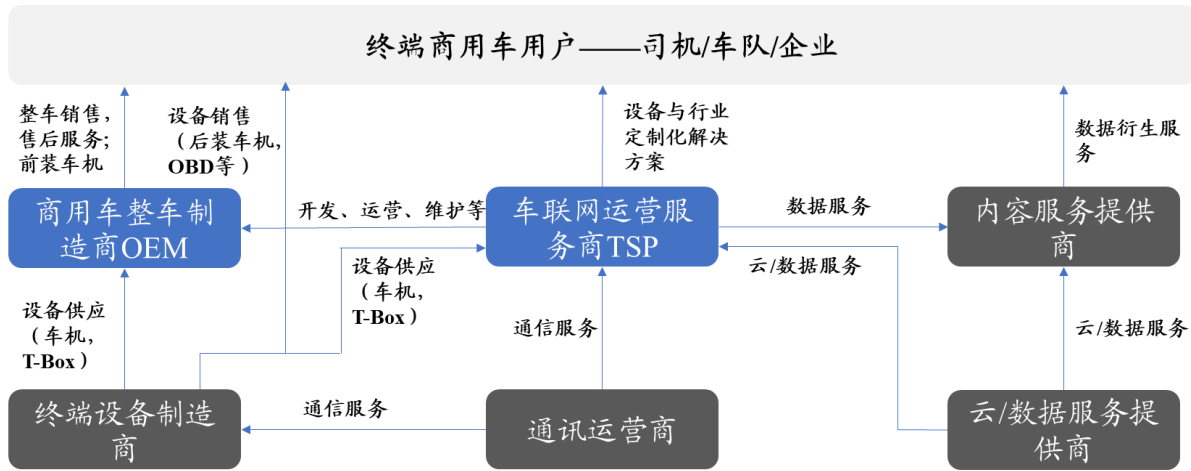 终端商用车用户——司机/车队/企业
整车销售,
售后服务;
前装车机
设备销售
（后装车机,
OBD等）
设备与行业
定制化解决
方案
数据衍生服
务
商用车整车制
造商OEM
开发、运营、维护等
车联网运营服
务商TSP
数据服务
内容服务提供
商
设备供应
（车机,
T-Box）
设备供应
（车机,
T-Box）
云/数据服务
通信服务
云/数据服务
终端设备制造
商
通信服务
通讯运营商
云/数据服务提
供商